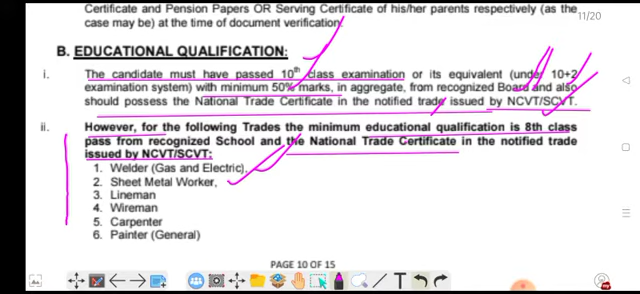 Certificate and Pension Papers OR Serving Certificate of his/her parents respectively (as the
case may be) at the time of document verification.
11/20
B. EDUCATIONAL QUALIFICATION:
i. The candidate must have passed 10th class examination or its equivalent (under 10+2
examination system) with minimum 50% marks, in aggregate, from recognized Board and also
should possess the National Trade Certificate in the notified trade issued by NCVT/SCVT.
ii. However, for the following Trades the minimum educational qualification is 8th class
pass from recognized School and the National Trade Certificate in the notified trade
issued by NCVT/SCVT:
1. Welder (Gas and Electric),
2. Sheet Metal Worker,
3. Lineman
4. Wireman
5. Carpenter
6. Painter (General)
PAGE 10 OF 15